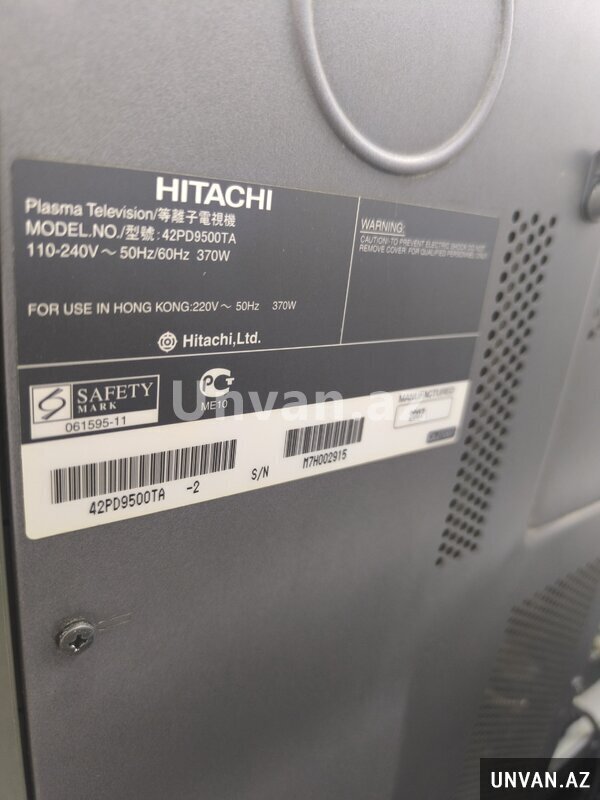 HITACHI
Plasma Television/等離子電視機
MODEL.NO./型號: 42PD9500TA
110-240V ~ 50Hz/60Hz 370W
FOR USE IN HONG KONG:220V ~ 50Hz 370W
Hitachi,Ltd.
WARNING:
CAUTION: TO PREVENT ELECTRIC SHOCK DO NOT
REMOVE COVER. FOR QUALIFIED PERSONNEL ONLY
SAFETY
MARK
061595-11
ME10
MANUFACTURED
2007
Unvan.az
42PD9500TA -2
S/N
M7H002915
UNVAN.AZ